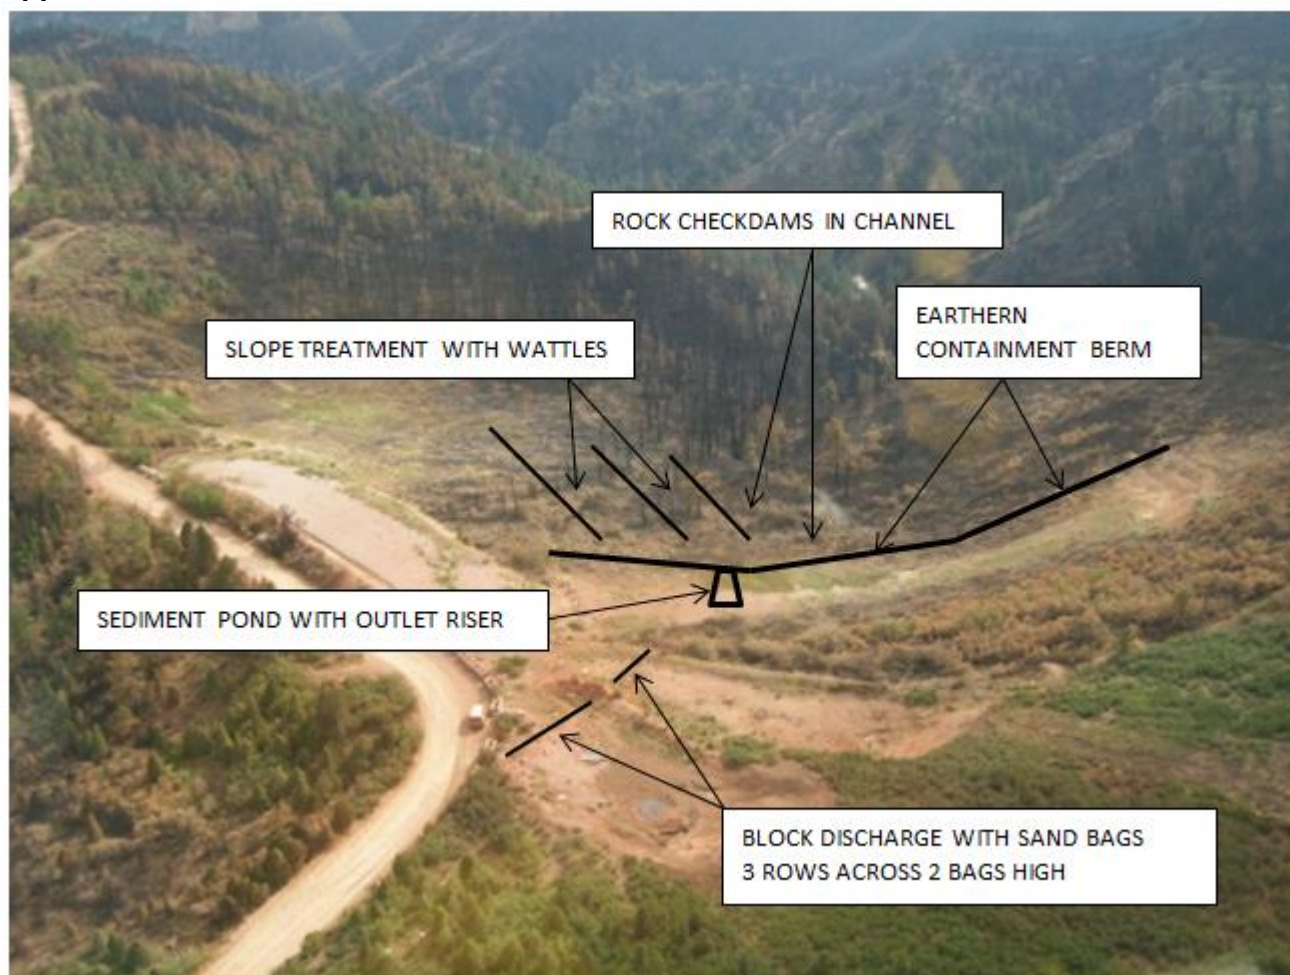 ROCK CHECKDAMS IN CHANNEL
EARTHERN
CONTAINMENT BERM
SLOPE TREATMENT WITH WATTLES
SEDIMENT POND WITH OUTLET RISER
BLOCK DISCHARGE WITH SAND BAGS
3 ROWS ACROSS 2 BAGS HIGH